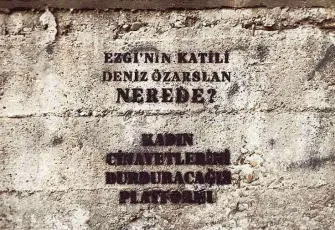 EZGİ'NİN KATİLİ
DENİZ ÖZARSLAN
NEREDE?
KADIN
CİNAYETLERİNİ
DURDURACAĞIZ
PLATFORMU